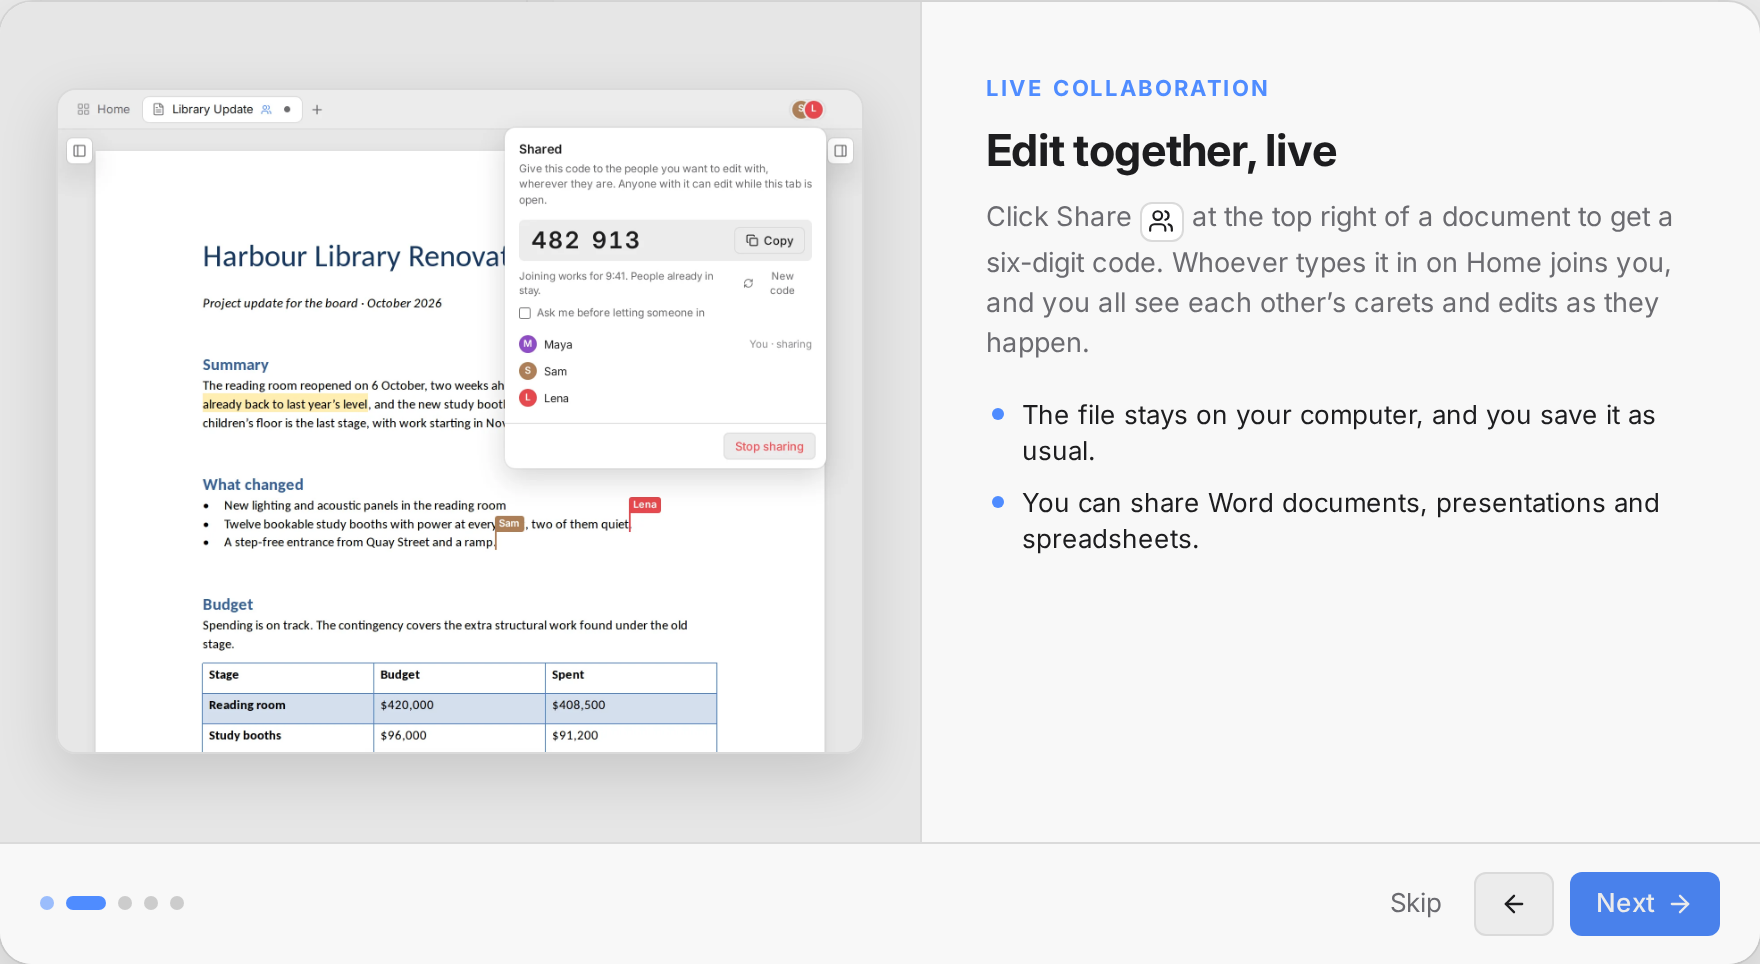 Home
Library Update
S
L
Shared
Give this code to the people you want to edit with,
wherever they are. Anyone with it can edit while this tab is
open.
482 913
Copy
Joining works for 9:41. People already in
stay.
New
code
Ask me before letting someone in
M Maya You · sharing
S Sam
L Lena
Stop sharing
Harbour Library Renovat
Project update for the board · October 2026
Summary
The reading room reopened on 6 October, two weeks ah
already back to last year’s level, and the new study booth
children’s floor is the last stage, with work starting in Nov
What changed
• New lighting and acoustic panels in the reading room
Lena
• Twelve bookable study booths with power at every Sam , two of them quiet.
• A step-free entrance from Quay Street and a ramp.
Budget
Spending is on track. The contingency covers the extra structural work found under the old
stage.
Stage Budget Spent
Reading room $420,000 $408,500
Study booths $96,000 $91,200
LIVE COLLABORATION
Edit together, live
Click Share at the top right of a document to get a
six-digit code. Whoever types it in on Home joins you,
and you all see each other’s carets and edits as they
happen.
• The file stays on your computer, and you save it as
usual.
• You can share Word documents, presentations and
spreadsheets.
Skip
Next